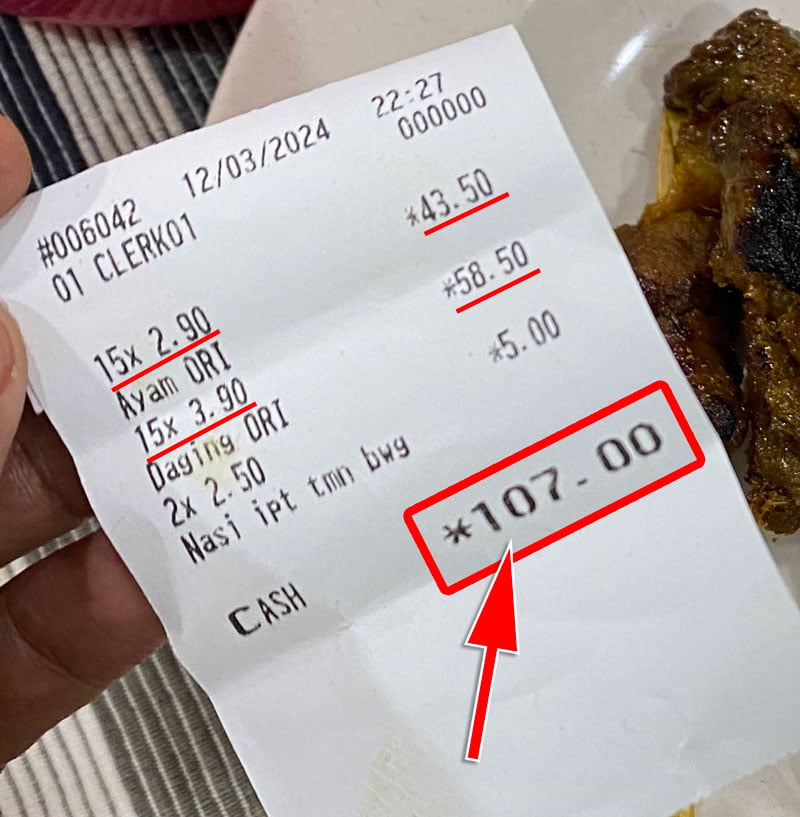 #006042 12/03/2024 22:27
01 CLERK01 000000
15x 2.90 *43.50
Ayam ORI
15x 3.90 *58.50
Daging ORI
2x 2.50 *5.00
Nasi ipt tmn bwg
CASH *107.00